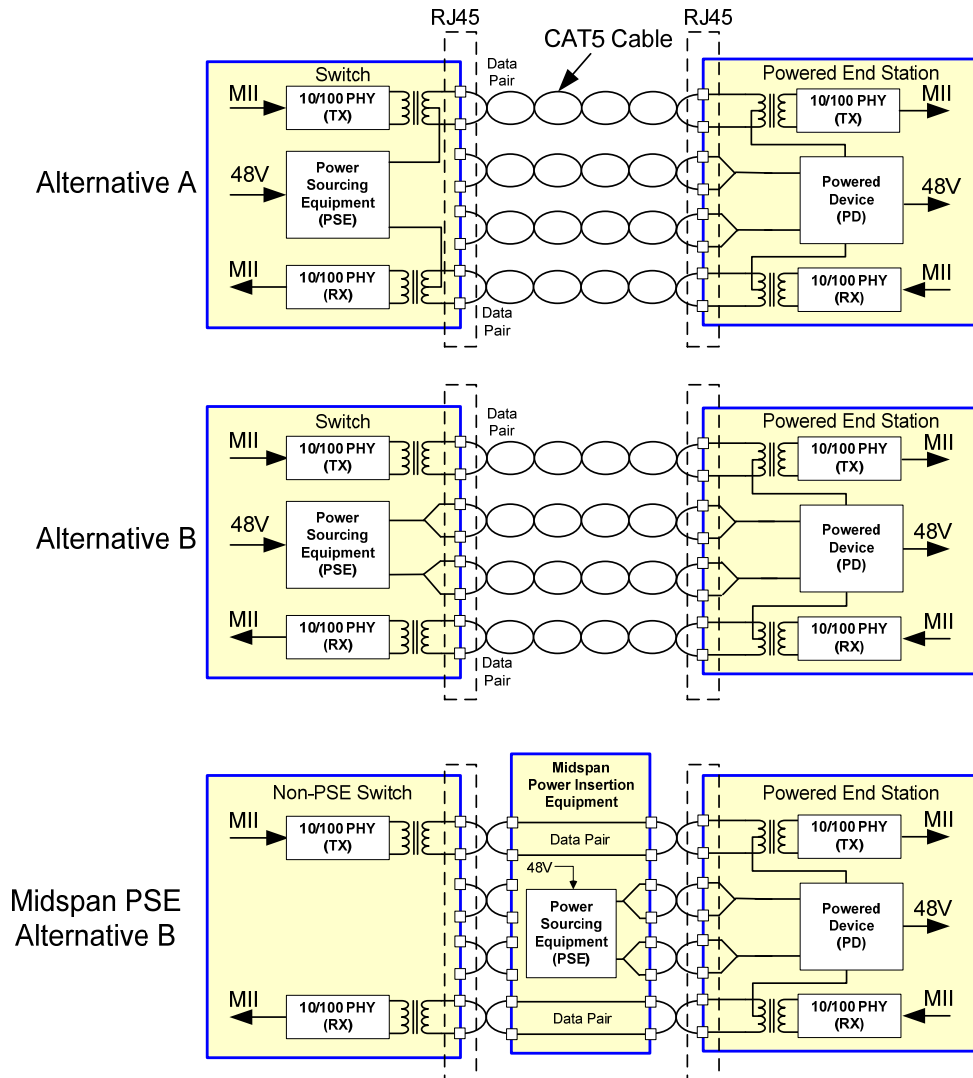 RJ45
RJ45
CAT5 Cable
Alternative A
Switch
MII
10/100 PHY
(TX)
48V
Power
Sourcing
Equipment
(PSE)
MII
10/100 PHY
(RX)
Data
Pair
Data
Pair
Powered End Station
10/100 PHY
(TX)
MII
Powered
Device
(PD)
48V
10/100 PHY
(RX)
MII
Alternative B
Switch
MII
10/100 PHY
(TX)
48V
Power
Sourcing
Equipment
(PSE)
MII
10/100 PHY
(RX)
Data
Pair
Data
Pair
Powered End Station
10/100 PHY
(TX)
MII
Powered
Device
(PD)
48V
10/100 PHY
(RX)
MII
Midspan PSE
Alternative B
Non-PSE Switch
MII
10/100 PHY
(TX)
MII
10/100 PHY
(RX)
Midspan
Power Insertion
Equipment
Data Pair
48V
Power
Sourcing
Equipment
(PSE)
Data Pair
Powered End Station
10/100 PHY
(TX)
MII
Powered
Device
(PD)
48V
10/100 PHY
(RX)
MII